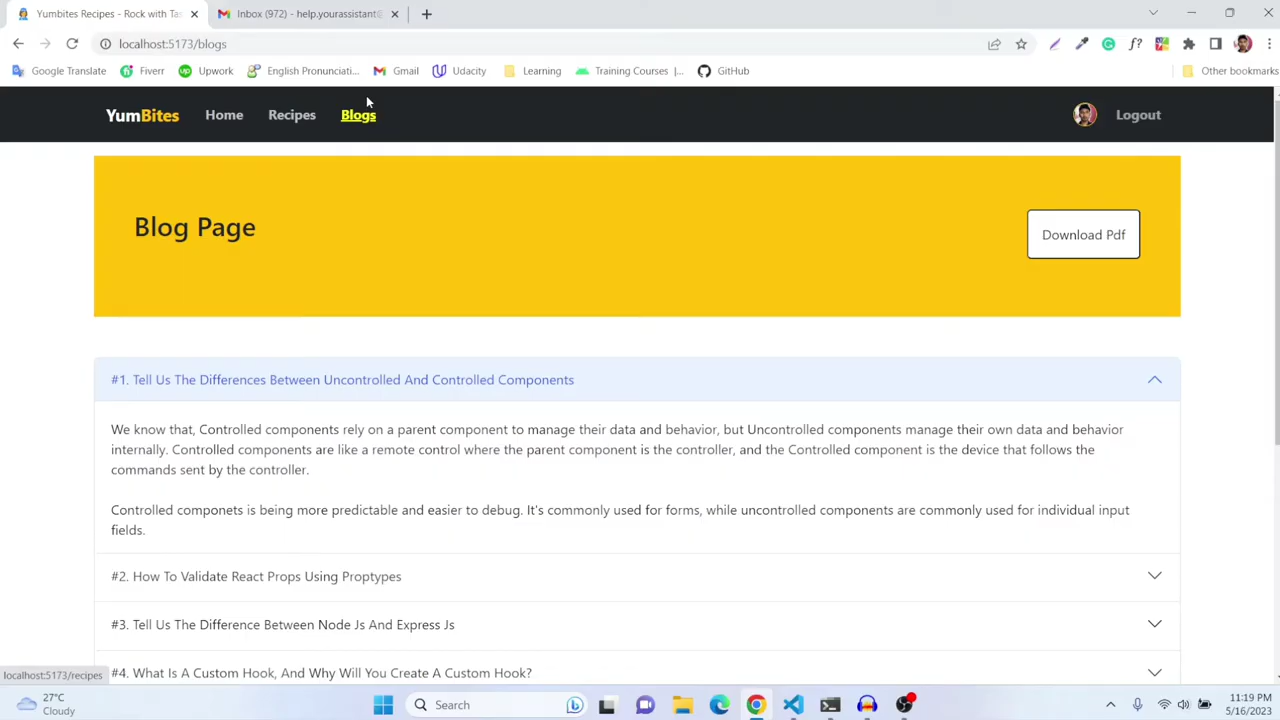 Yumbites Recipes - Rock with Tas
Inbox (972) - help.yourassistant@
localhost:5173/blogs
Google Translate
Fiverr
Upwork
English Pronunciati...
Gmail
Udacity
Learning
Training Courses |...
GitHub
Other bookmarks
YumBites
Home
Recipes
Blogs
Logout
Blog Page
Download Pdf
#1. Tell Us The Differences Between Uncontrolled And Controlled Components
We know that, Controlled components rely on a parent component to manage their data and behavior, but Uncontrolled components manage their own data and behavior
internally. Controlled components are like a remote control where the parent component is the controller, and the Controlled component is the device that follows the
commands sent by the controller.
Controlled componets is being more predictable and easier to debug. It's commonly used for forms, while uncontrolled components are commonly used for individual input
fields.
#2. How To Validate React Props Using Proptypes
#3. Tell Us The Difference Between Node Js And Express Js
localhost:5173/recipes
#4. What Is A Custom Hook, And Why Will You Create A Custom Hook?
27°C
Cloudy
Search
11:19 PM
5/16/2023